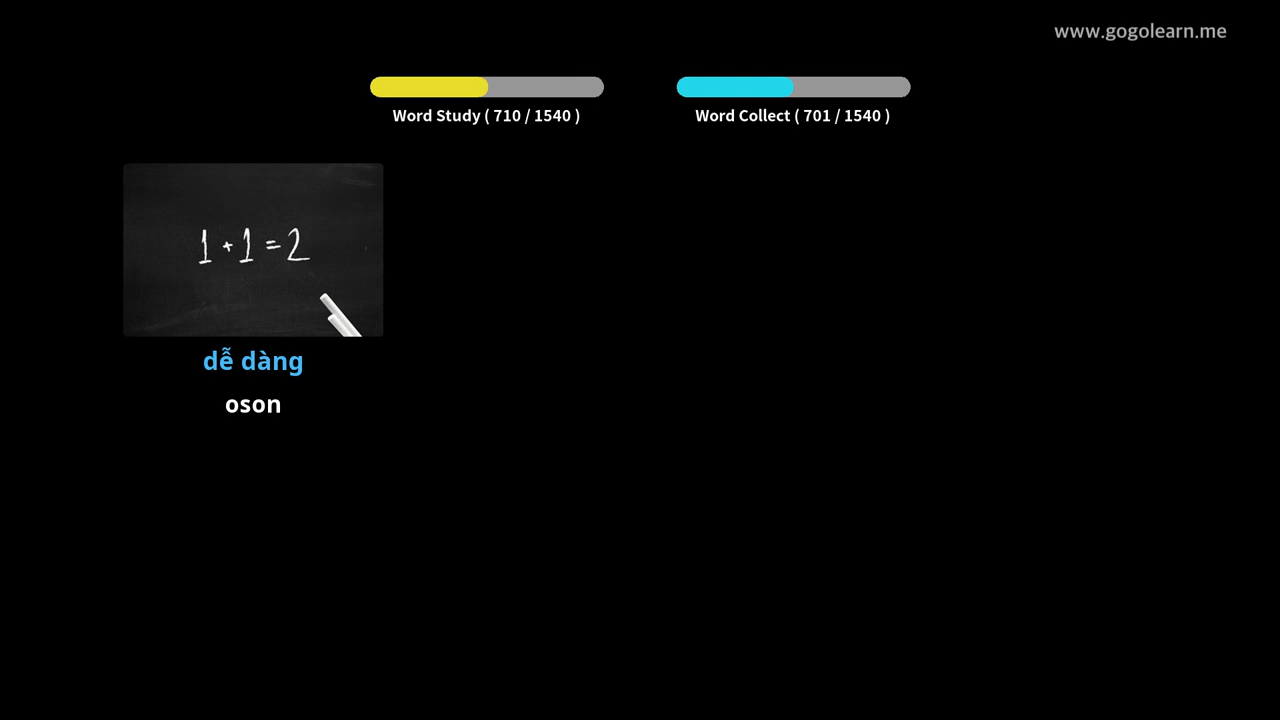 www.gogolearn.me
Word Study ( 710 / 1540 )
Word Collect ( 701 / 1540 )
1 + 1 = 2
dễ dàng
oson